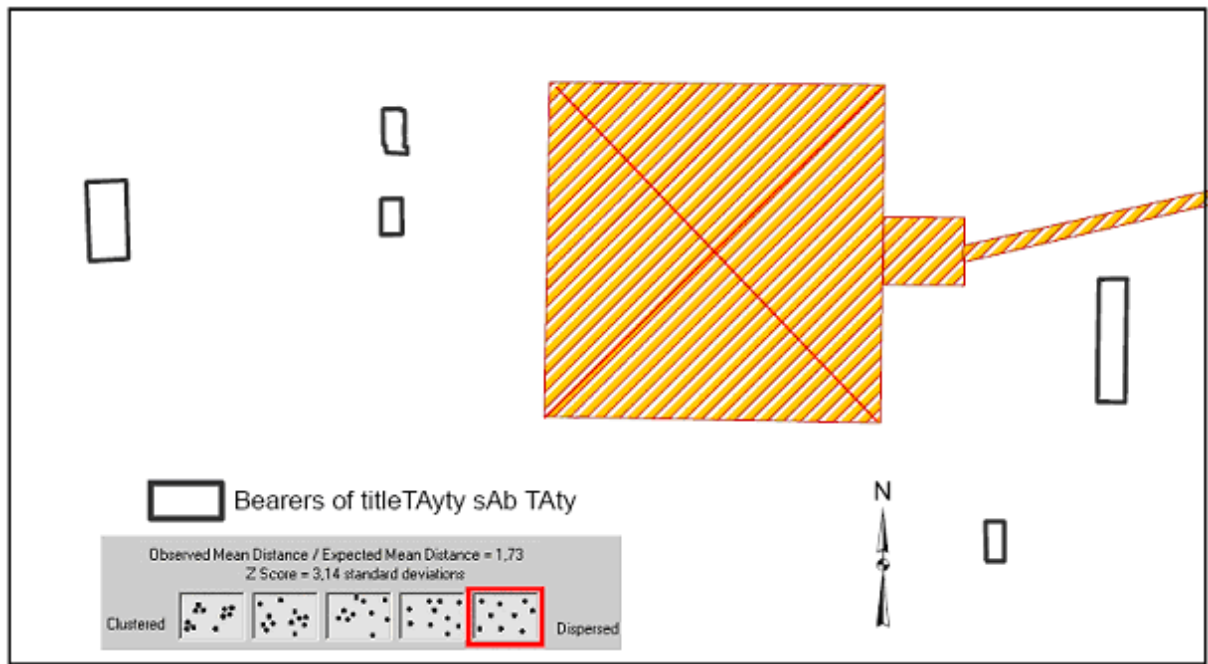 N
Bearers of titleTAyty sAb TAty
Observed Mean Distance / Expected Mean Distance = 1,73
Z Score = 3,14 standard deviations
Clustered
Dispersed